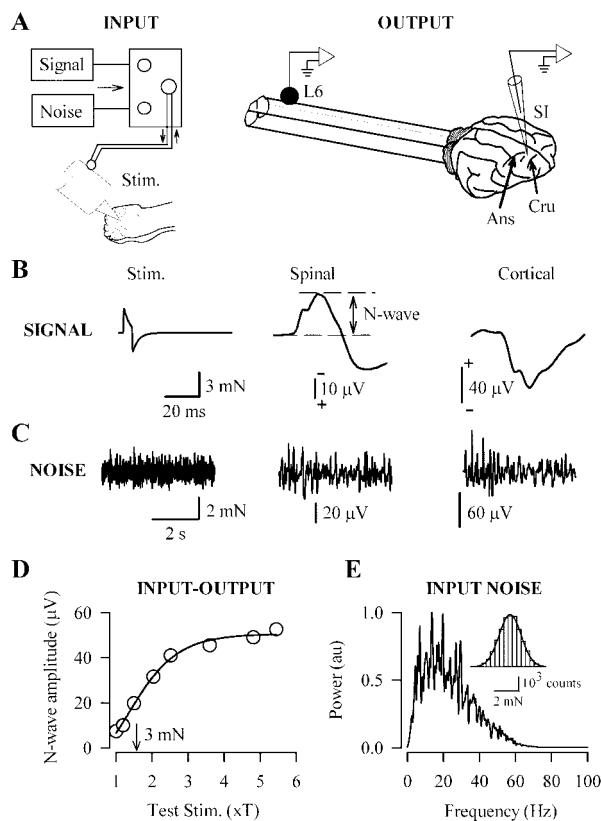 A
INPUT
OUTPUT
Signal
Noise
Stim.
L6
SI
Ans
Cru
B
Stim.
Spinal
Cortical
N-wave
SIGNAL
3 mN
20 ms
−
10 µV
+
+
40 µV
−
C
NOISE
2 mN
2 s
20 µV
60 µV
D
INPUT-OUTPUT
N-wave amplitude (µV)
60
40
20
0
3 mN
1 2 3 4 5 6
Test Stim. (xT)
E
INPUT NOISE
Power (au)
1.0
0.5
0.0
10³ counts
2 mN
0 20 40 60 80 100
Frequency (Hz)